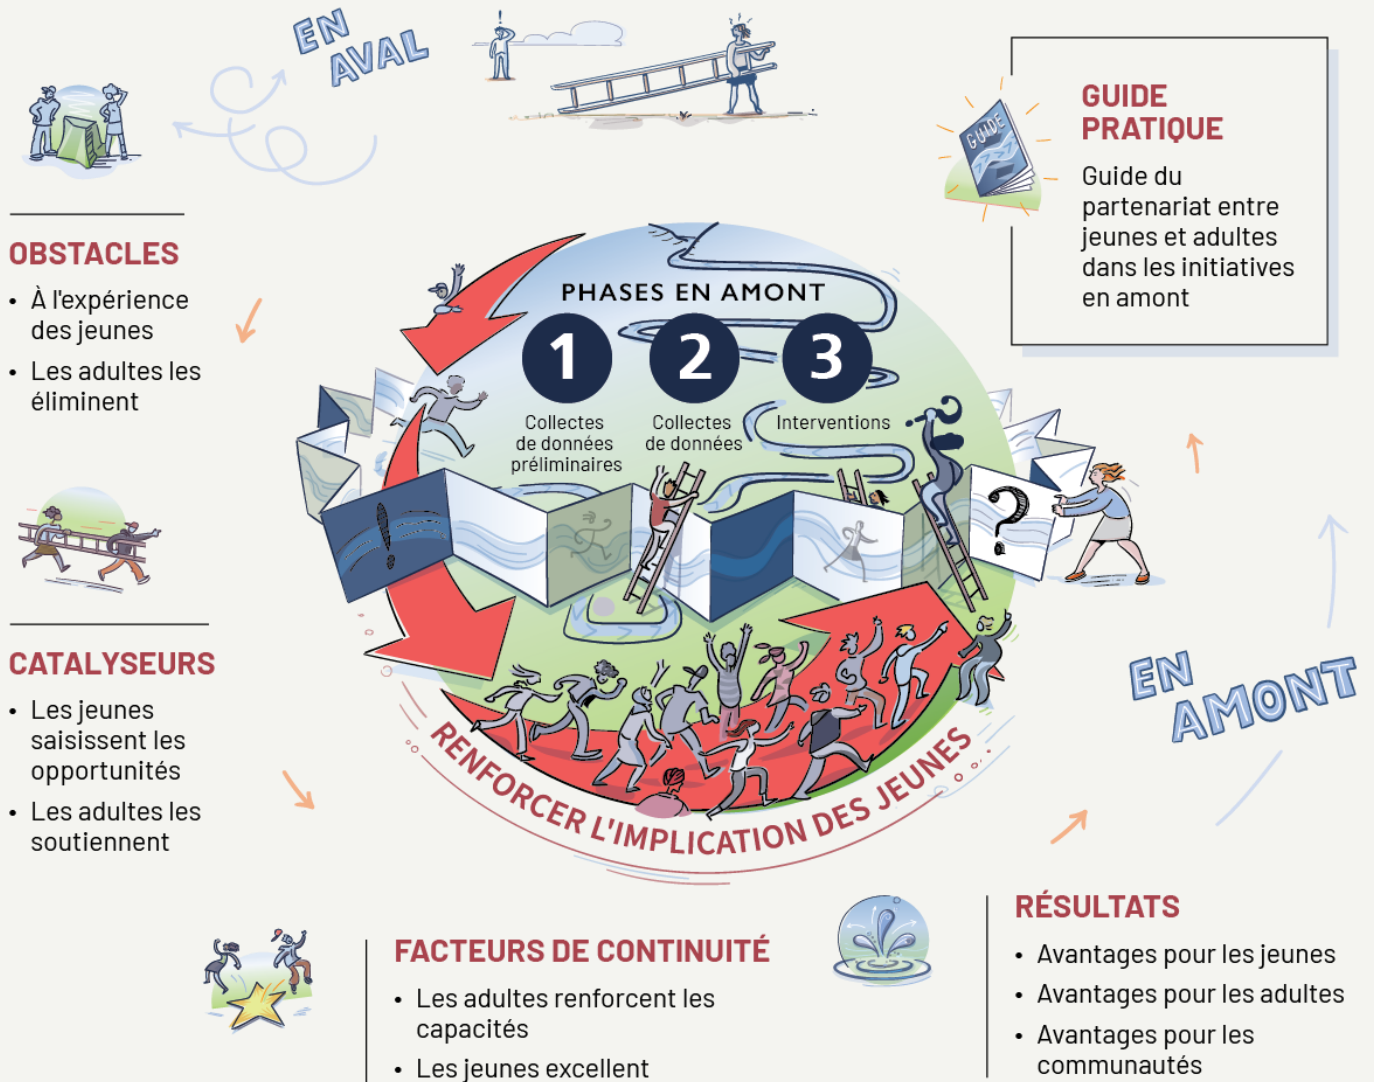 EN
AVAL
GUIDE
GUIDE
PRATIQUE
Guide du
partenariat entre
jeunes et adultes
dans les initiatives
en amont
OBSTACLES
• À l'expérience
des jeunes
• Les adultes les
éliminent
PHASES EN AMONT
1
2
3
Collectes
de données
préliminaires
Collectes
de données
Interventions
!
?
CATALYSEURS
• Les jeunes
saisissent les
opportunités
• Les adultes les
soutiennent
EN
AMONT
RENFORCER L'IMPLICATION DES JEUNES
FACTEURS DE CONTINUITÉ
• Les adultes renforcent les
capacités
• Les jeunes excellent
RÉSULTATS
• Avantages pour les jeunes
• Avantages pour les adultes
• Avantages pour les
communautés